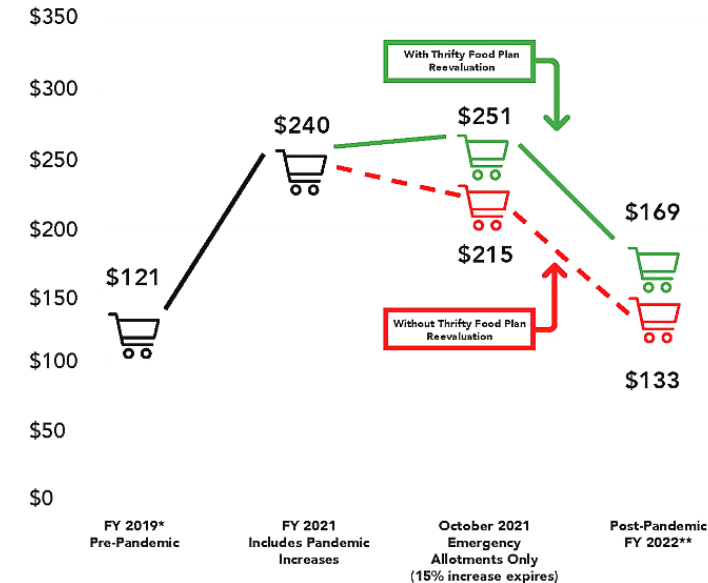 $350
With Thrifty Food Plan
Reevaluation
$300
$251
$240
$250
$200
$169
$121
$215
$150
Without Thrifty Food Plan
Reevaluation
$100
$133
$50
$0
FY 2019*
Pre-Pandemic
FY 2021
Includes Pandemic
Increases
October 2021
Emergency
Allotments Only
(15% increase expires)
Post-Pandemic
FY 2022**